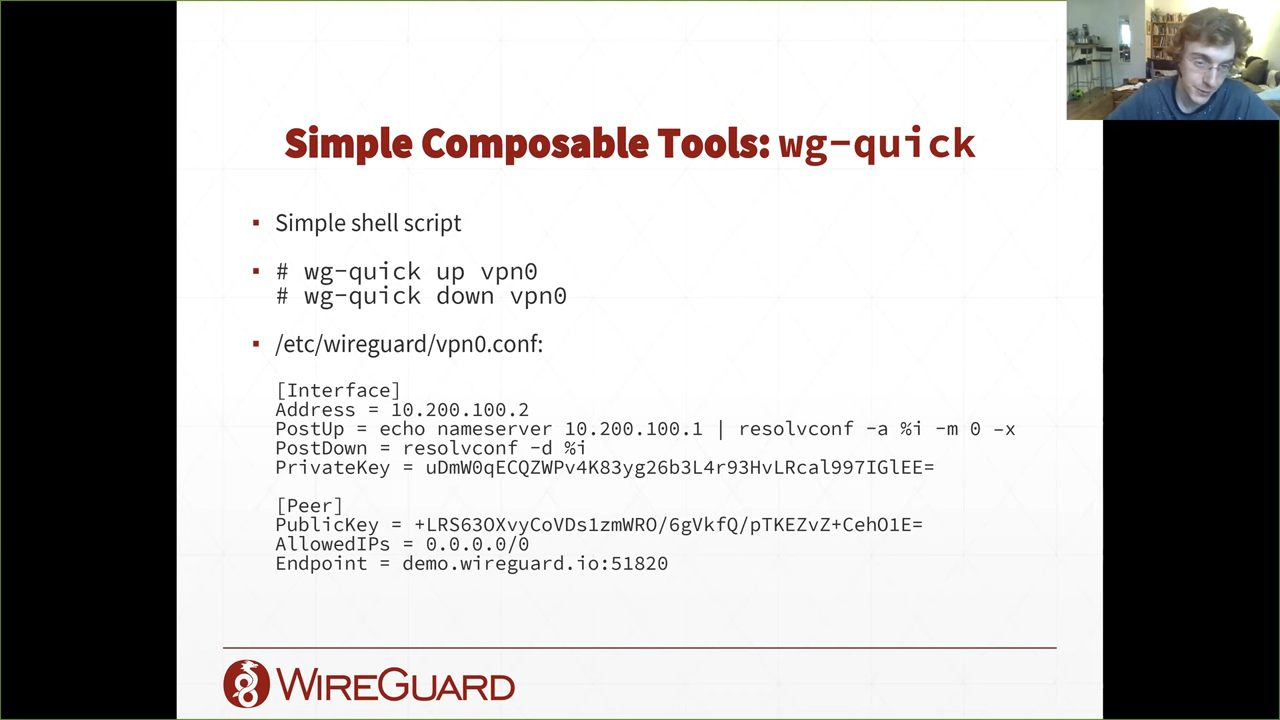 Simple Composable Tools: wg-quick
▪ Simple shell script
▪ # wg-quick up vpn0
# wg-quick down vpn0
▪ /etc/wireguard/vpn0.conf:
[Interface]
Address = 10.200.100.2
PostUp = echo nameserver 10.200.100.1 | resolvconf -a %i -m 0 –x
PostDown = resolvconf -d %i
PrivateKey = uDmW0qECQZWPv4K83yg26b3L4r93HvLRcal997IGlEE=
[Peer]
PublicKey = +LRS63OXvyCoVDs1zmWRO/6gVkfQ/pTKEZvZ+CehO1E=
AllowedIPs = 0.0.0.0/0
Endpoint = demo.wireguard.io:51820
WIREGUARD